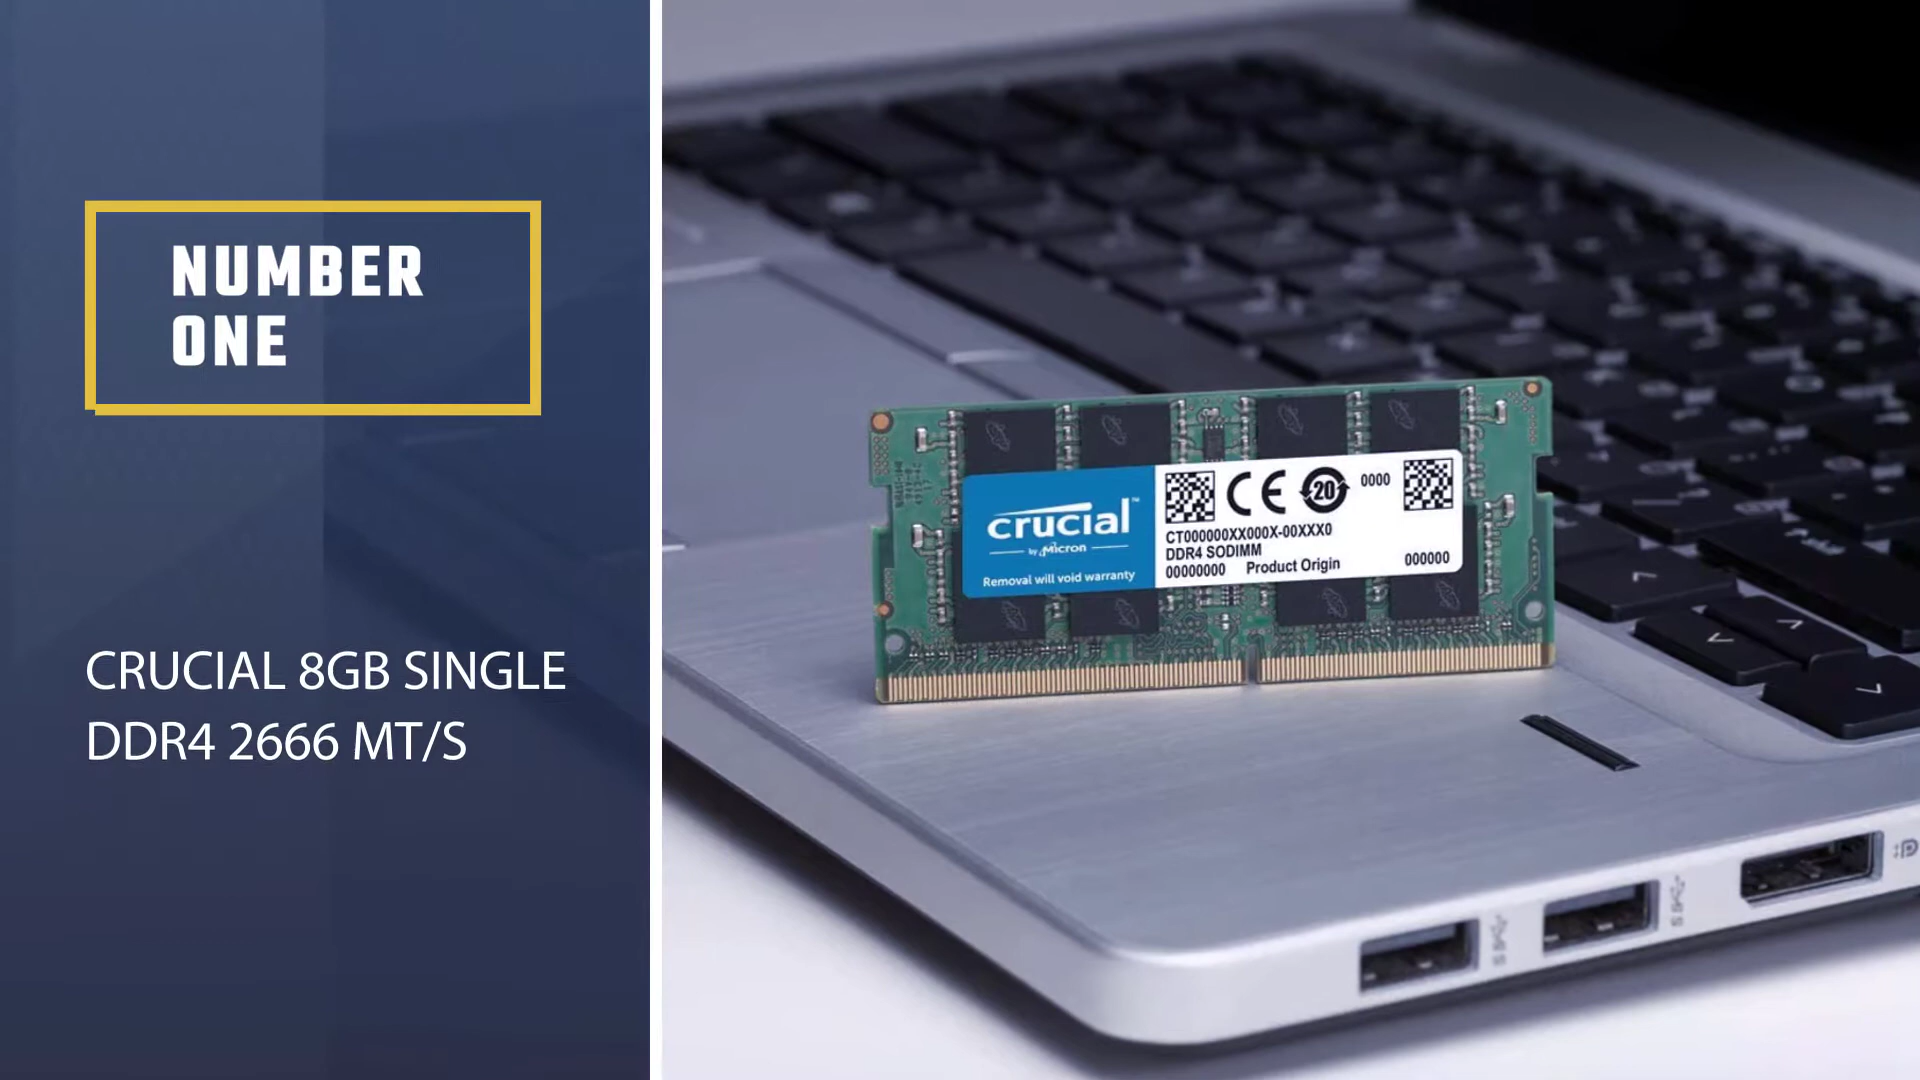 NUMBER
ONE
CRUCIAL 8GB SINGLE
DDR4 2666 MT/S
crucial™
by Micron
Removal will void warranty
CE 20 0000
CT000000XX000X-00XXX0
DDR4 SODIMM
00000000 Product Origin 000000